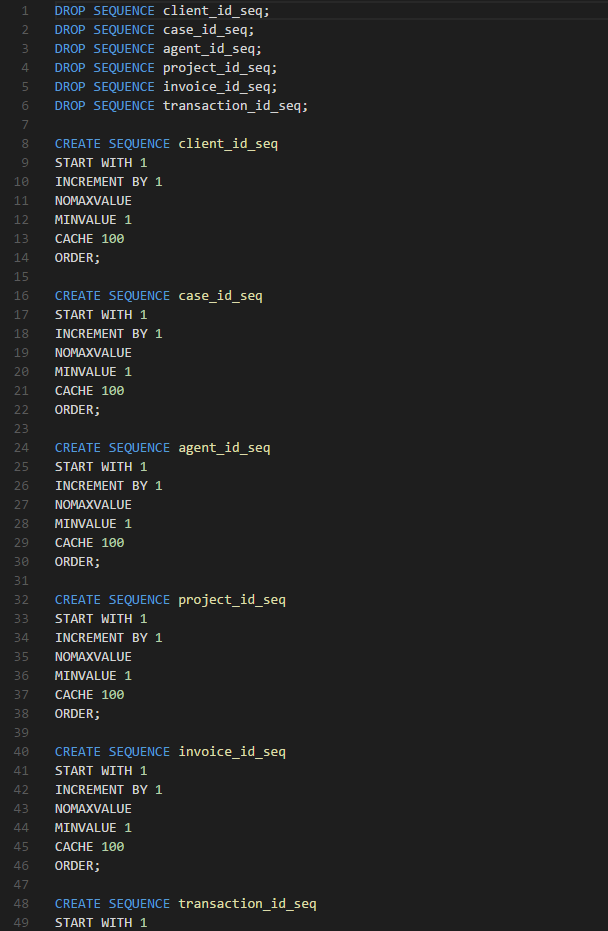 1 DROP SEQUENCE client_id_seq;
2 DROP SEQUENCE case_id_seq;
3 DROP SEQUENCE agent_id_seq;
4 DROP SEQUENCE project_id_seq;
5 DROP SEQUENCE invoice_id_seq;
6 DROP SEQUENCE transaction_id_seq;
7
8 CREATE SEQUENCE client_id_seq
9 START WITH 1
10 INCREMENT BY 1
11 NOMAXVALUE
12 MINVALUE 1
13 CACHE 100
14 ORDER;
15
16 CREATE SEQUENCE case_id_seq
17 START WITH 1
18 INCREMENT BY 1
19 NOMAXVALUE
20 MINVALUE 1
21 CACHE 100
22 ORDER;
23
24 CREATE SEQUENCE agent_id_seq
25 START WITH 1
26 INCREMENT BY 1
27 NOMAXVALUE
28 MINVALUE 1
29 CACHE 100
30 ORDER;
31
32 CREATE SEQUENCE project_id_seq
33 START WITH 1
34 INCREMENT BY 1
35 NOMAXVALUE
36 MINVALUE 1
37 CACHE 100
38 ORDER;
39
40 CREATE SEQUENCE invoice_id_seq
41 START WITH 1
42 INCREMENT BY 1
43 NOMAXVALUE
44 MINVALUE 1
45 CACHE 100
46 ORDER;
47
48 CREATE SEQUENCE transaction_id_seq
49 START WITH 1